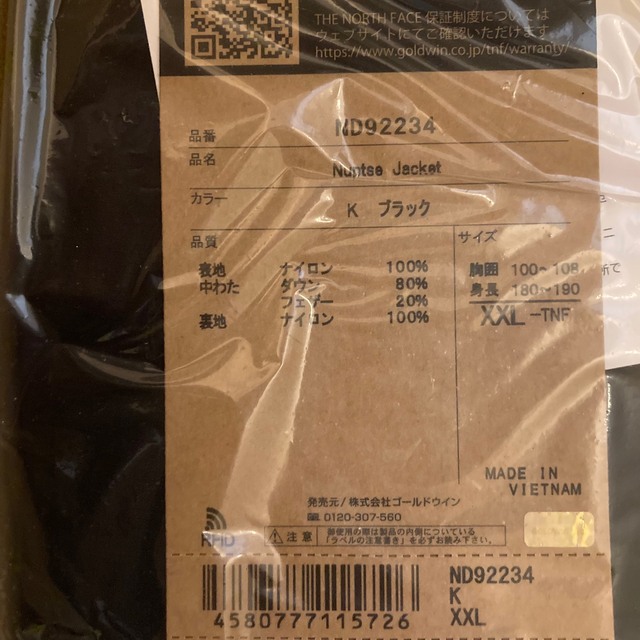 THE NORTH FACE 保証制度については
ウェブサイトにてご確認いただけます
https://www.goldwin.co.jp/tnf/warranty/
品番 ND92234
品名 Nuptse Jacket
カラー K ブラック
品質
表地 ナイロン 100%
中わた ダウン 80%
フェザー 20%
裏地 ナイロン 100%
サイズ
胸囲 100~108
身長 180~190
XXL-TNF
MADE IN
VIETNAM
発売元/株式会社ゴールドウイン
0120-307-560
RFID
注意
御使用の際は製品の内側についている
「ラベルの注意書き」を必ずお読み下さい。
4580777115726
ND92234
K
XXL